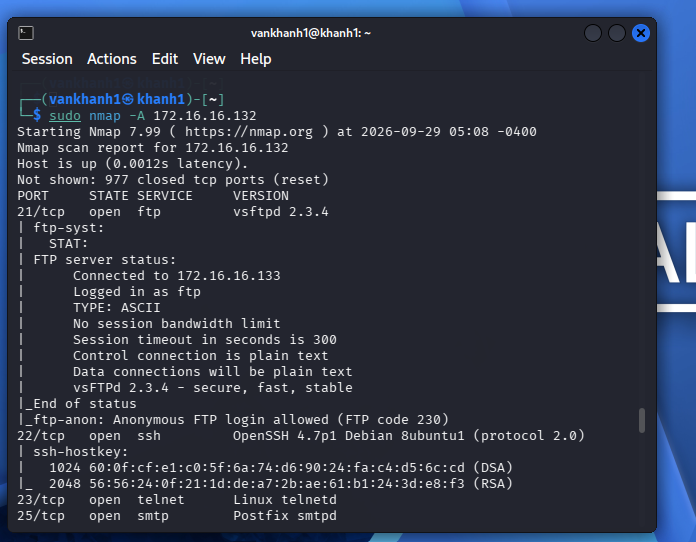 vankhanh1@khanh1: ~
Session Actions Edit View Help
┌──(vankhanh1㉿khanh1)-[~]
└─$ sudo nmap -A 172.16.16.132
Starting Nmap 7.99 ( https://nmap.org ) at 2026-09-29 05:08 -0400
Nmap scan report for 172.16.16.132
Host is up (0.0012s latency).
Not shown: 977 closed tcp ports (reset)
PORT     STATE SERVICE     VERSION
21/tcp   open  ftp         vsftpd 2.3.4
| ftp-syst:
|   STAT:
| FTP server status:
|      Connected to 172.16.16.133
|      Logged in as ftp
|      TYPE: ASCII
|      No session bandwidth limit
|      Session timeout in seconds is 300
|      Control connection is plain text
|      Data connections will be plain text
|      vsFTPd 2.3.4 - secure, fast, stable
|_End of status
|_ftp-anon: Anonymous FTP login allowed (FTP code 230)
22/tcp   open  ssh         OpenSSH 4.7p1 Debian 8ubuntu1 (protocol 2.0)
| ssh-hostkey:
|   1024 60:0f:cf:e1:c0:5f:6a:74:d6:90:24:fa:c4:d5:6c:cd (DSA)
|_  2048 56:56:24:0f:21:1d:de:a7:2b:ae:61:b1:24:3d:e8:f3 (RSA)
23/tcp   open  telnet      Linux telnetd
25/tcp   open  smtp        Postfix smtpd